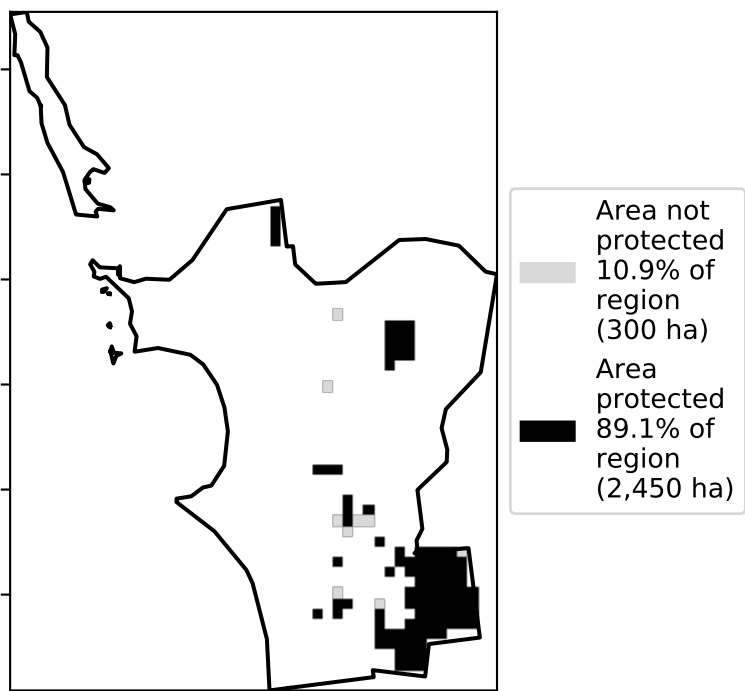 Area not
protected
10.9% of
region
(300 ha)
Area
protected
89.1% of
region
(2,450 ha)